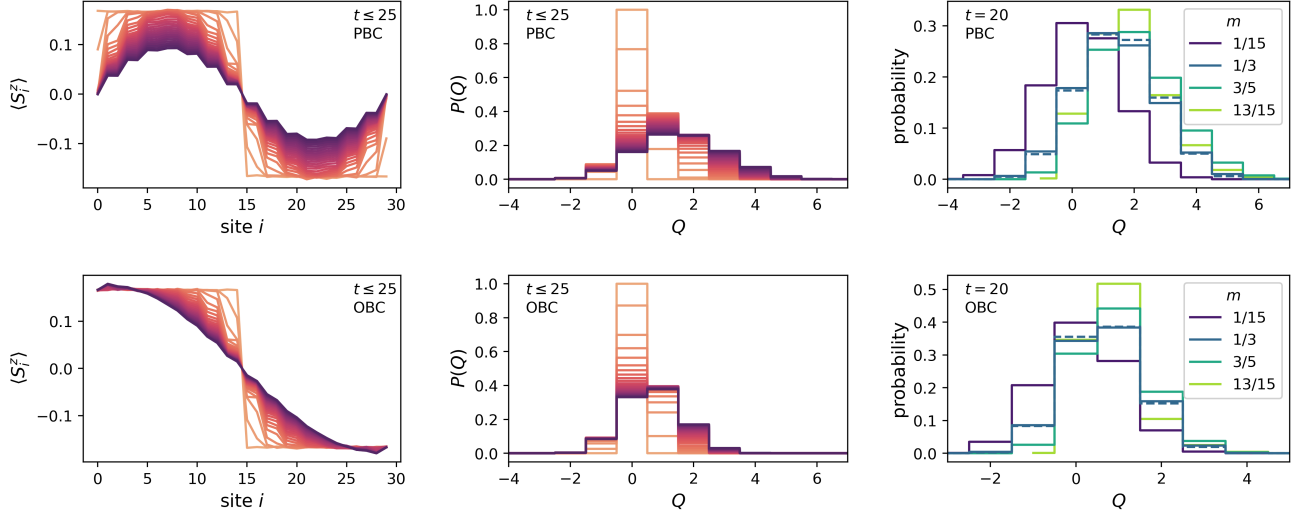 t ≤ 25
PBC
0.1
0.0
−0.1
⟨S_i^z⟩
0 5 10 15 20 25 30
site i
t ≤ 25
PBC
1.0
0.8
0.6
0.4
0.2
0.0
P(Q)
−4 −2 0 2 4 6
Q
t = 20
PBC
m
1/15
1/3
3/5
13/15
0.3
0.2
0.1
0.0
probability
−4 −2 0 2 4 6
Q
t ≤ 25
OBC
0.1
0.0
−0.1
⟨S_i^z⟩
0 5 10 15 20 25 30
site i
t ≤ 25
OBC
1.0
0.8
0.6
0.4
0.2
0.0
P(Q)
−4 −2 0 2 4 6
Q
t = 20
OBC
m
1/15
1/3
3/5
13/15
0.5
0.4
0.3
0.2
0.1
0.0
probability
−2 0 2 4
Q